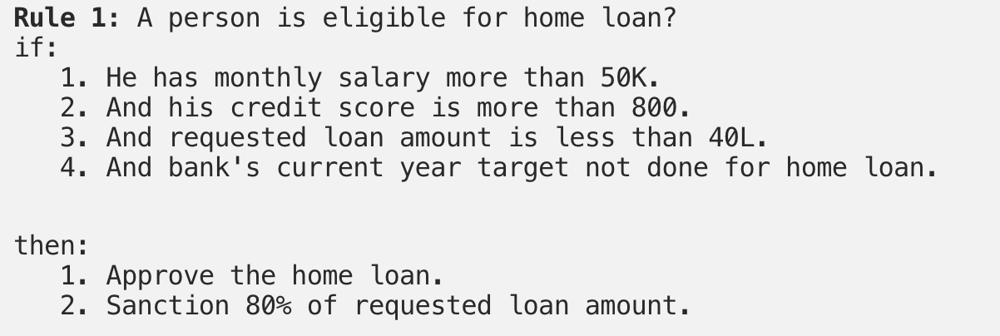 Rule 1: A person is eligible for home loan?
if:
1. He has monthly salary more than 50K.
2. And his credit score is more than 800.
3. And requested loan amount is less than 40L.
4. And bank's current year target not done for home loan.
then:
1. Approve the home loan.
2. Sanction 80% of requested loan amount.